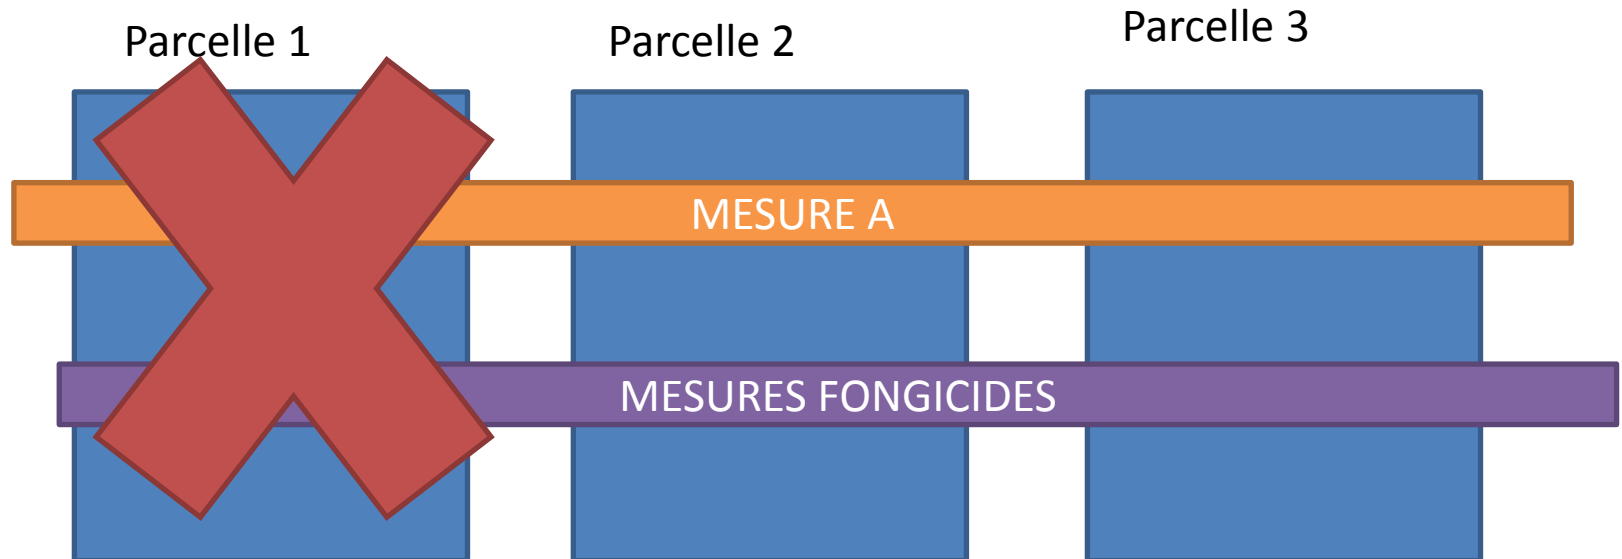 Parcelle 1
Parcelle 2
Parcelle 3
MESURE A
MESURES FONGICIDES